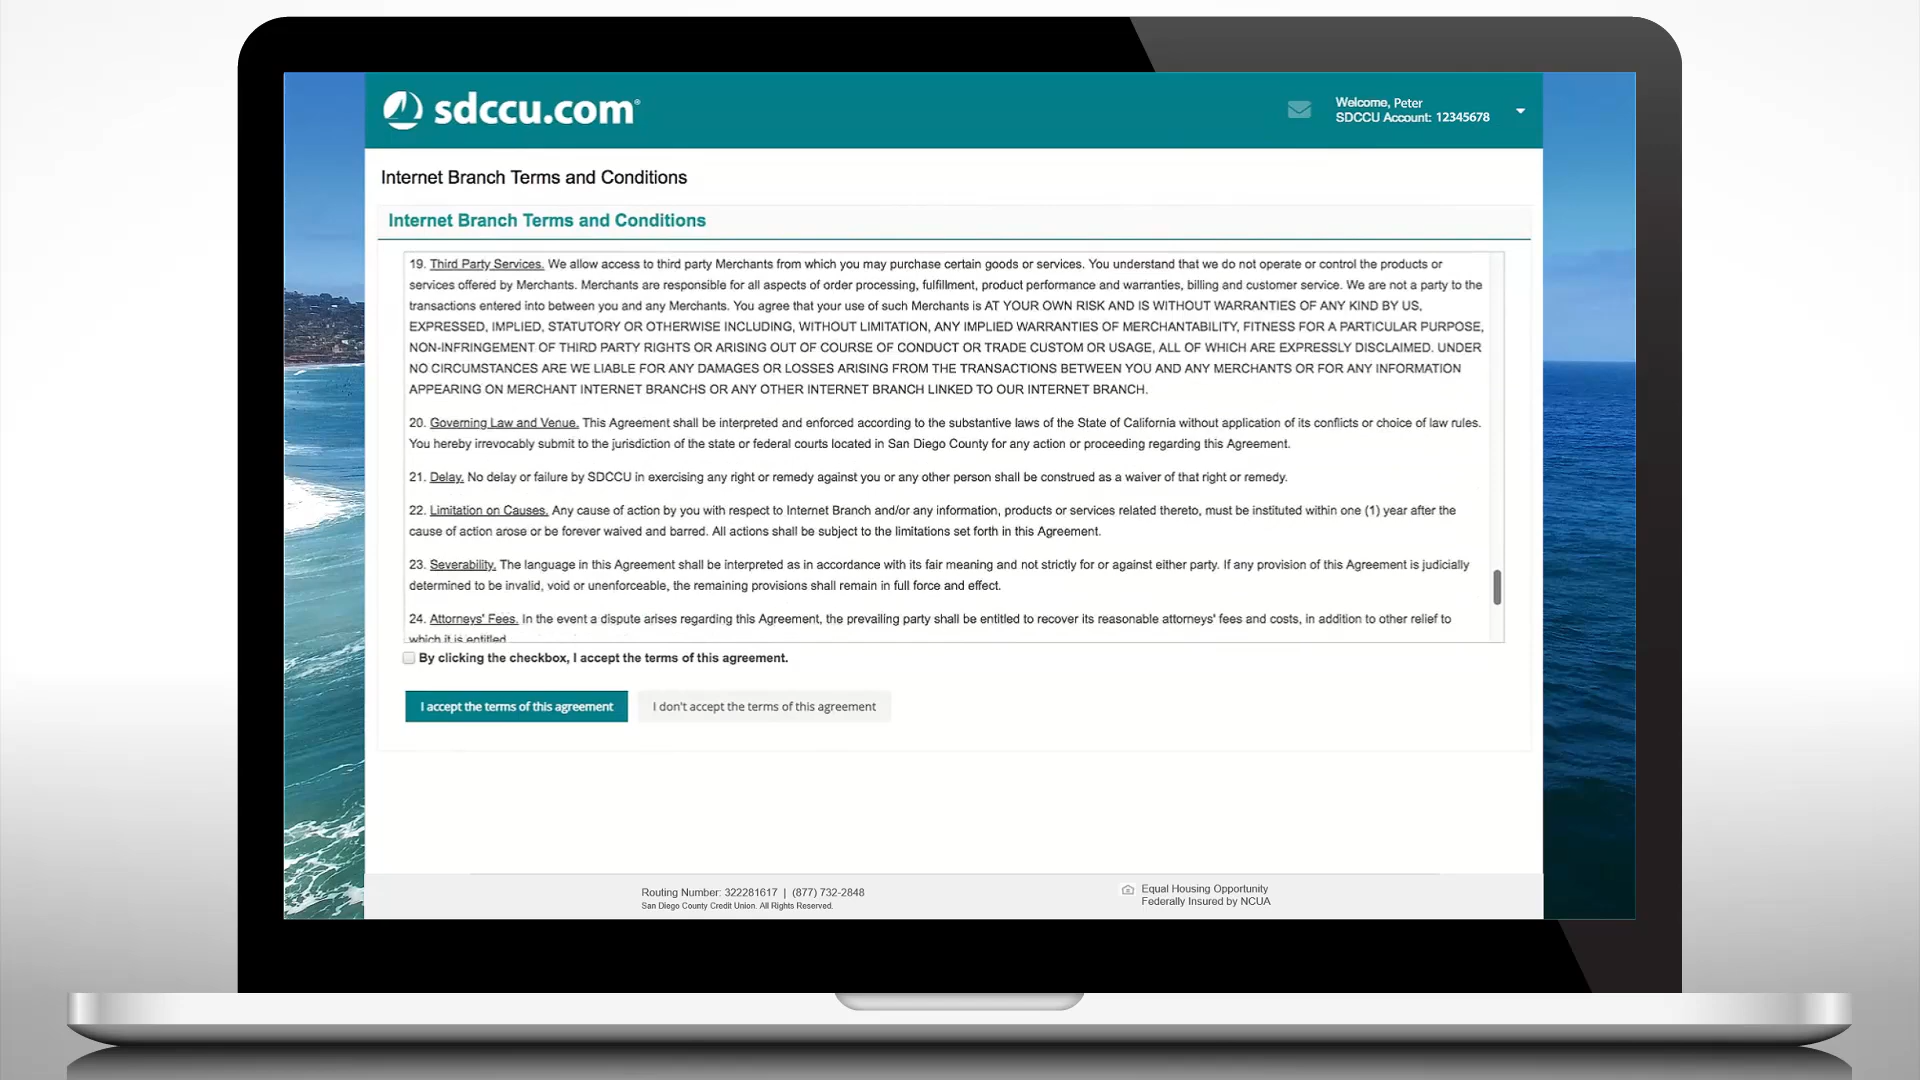 sdccu.com®
Welcome, Peter
SDCCU Account: 12345678
Internet Branch Terms and Conditions
Internet Branch Terms and Conditions
19. Third Party Services. We allow access to third party Merchants from which you may purchase certain goods or services. You understand that we do not operate or control the products or
services offered by Merchants. Merchants are responsible for all aspects of order processing, fulfillment, product performance and warranties, billing and customer service. We are not a party to the
transactions entered into between you and any Merchants. You agree that your use of such Merchants is AT YOUR OWN RISK AND IS WITHOUT WARRANTIES OF ANY KIND BY US,
EXPRESSED, IMPLIED, STATUTORY OR OTHERWISE INCLUDING, WITHOUT LIMITATION, ANY IMPLIED WARRANTIES OF MERCHANTABILITY, FITNESS FOR A PARTICULAR PURPOSE,
NON-INFRINGEMENT OF THIRD PARTY RIGHTS OR ARISING OUT OF COURSE OF CONDUCT OR TRADE CUSTOM OR USAGE, ALL OF WHICH ARE EXPRESSLY DISCLAIMED. UNDER
NO CIRCUMSTANCES ARE WE LIABLE FOR ANY DAMAGES OR LOSSES ARISING FROM THE TRANSACTIONS BETWEEN YOU AND ANY MERCHANTS OR FOR ANY INFORMATION
APPEARING ON MERCHANT INTERNET BRANCHS OR ANY OTHER INTERNET BRANCH LINKED TO OUR INTERNET BRANCH.
20. Governing Law and Venue. This Agreement shall be interpreted and enforced according to the substantive laws of the State of California without application of its conflicts or choice of law rules.
You hereby irrevocably submit to the jurisdiction of the state or federal courts located in San Diego County for any action or proceeding regarding this Agreement.
21. Delay. No delay or failure by SDCCU in exercising any right or remedy against you or any other person shall be construed as a waiver of that right or remedy.
22. Limitation on Causes. Any cause of action by you with respect to Internet Branch and/or any information, products or services related thereto, must be instituted within one (1) year after the
cause of action arose or be forever waived and barred. All actions shall be subject to the limitations set forth in this Agreement.
23. Severability. The language in this Agreement shall be interpreted as in accordance with its fair meaning and not strictly for or against either party. If any provision of this Agreement is judicially
determined to be invalid, void or unenforceable, the remaining provisions shall remain in full force and effect.
24. Attorneys' Fees. In the event a dispute arises regarding this Agreement, the prevailing party shall be entitled to recover its reasonable attorneys' fees and costs, in addition to other relief to
which it is entitled
By clicking the checkbox, I accept the terms of this agreement.
I accept the terms of this agreement
I don't accept the terms of this agreement
Routing Number: 322281617 | (877) 732-2848
San Diego County Credit Union. All Rights Reserved.
Equal Housing Opportunity
Federally Insured by NCUA